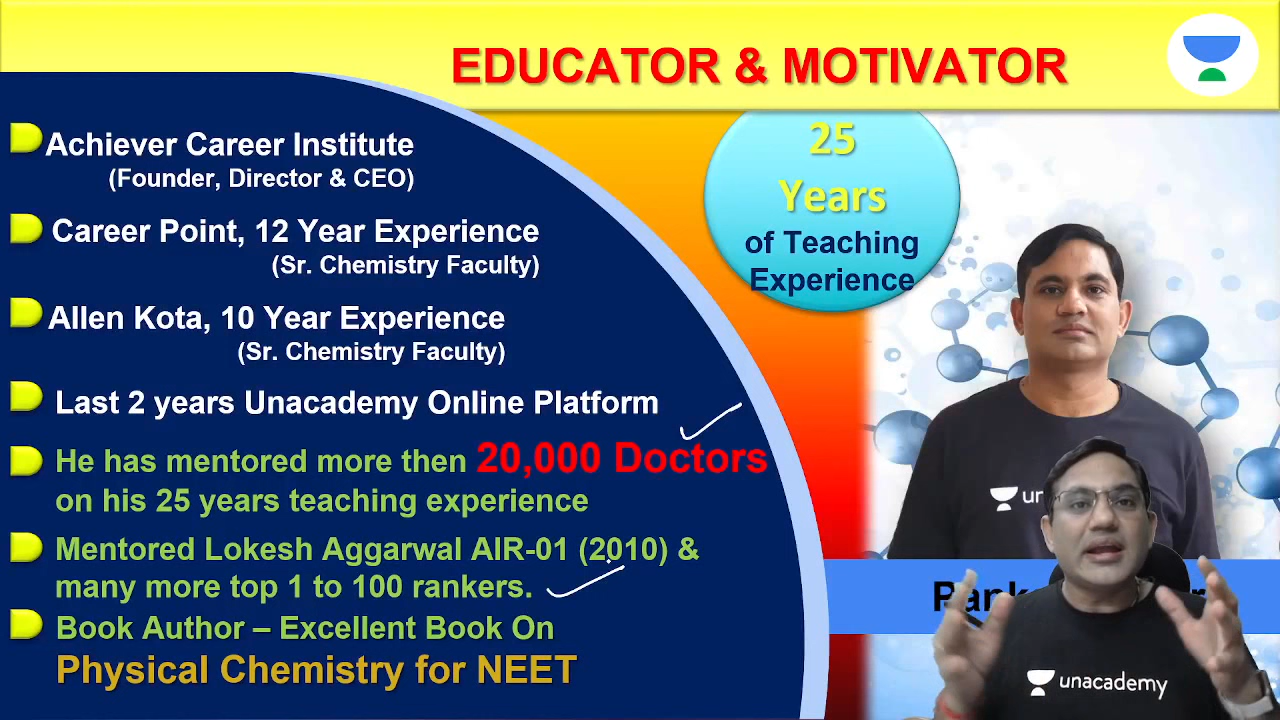 EDUCATOR & MOTIVATOR
Achiever Career Institute
(Founder, Director & CEO)
Career Point, 12 Year Experience
(Sr. Chemistry Faculty)
Allen Kota, 10 Year Experience
(Sr. Chemistry Faculty)
Last 2 years Unacademy Online Platform
He has mentored more then 20,000 Doctors
on his 25 years teaching experience
Mentored Lokesh Aggarwal AIR-01 (2010) &
many more top 1 to 100 rankers.
Book Author – Excellent Book On
Physical Chemistry for NEET
25
Years
of Teaching
Experience
unacademy